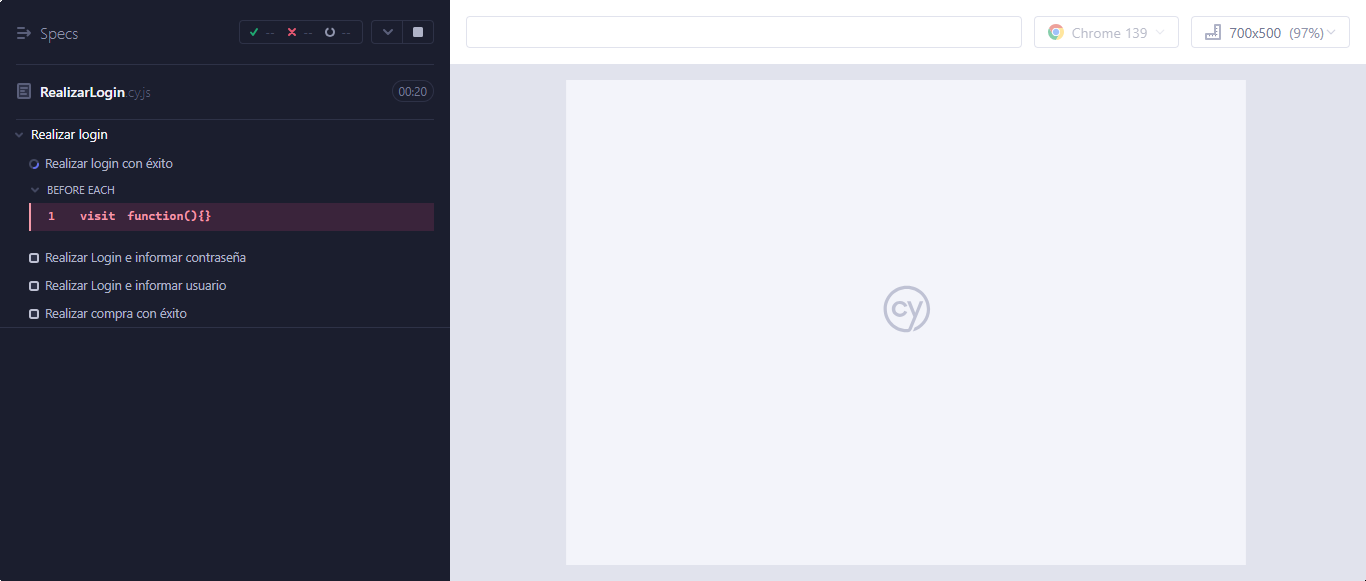 Specs
-- -- --
RealizarLogin.cy.js
00:20
Realizar login
Realizar login con éxito
BEFORE EACH
1 visit function(){}
Realizar Login e informar contraseña
Realizar Login e informar usuario
Realizar compra con éxito
Chrome 139
700x500 (97%)
cy